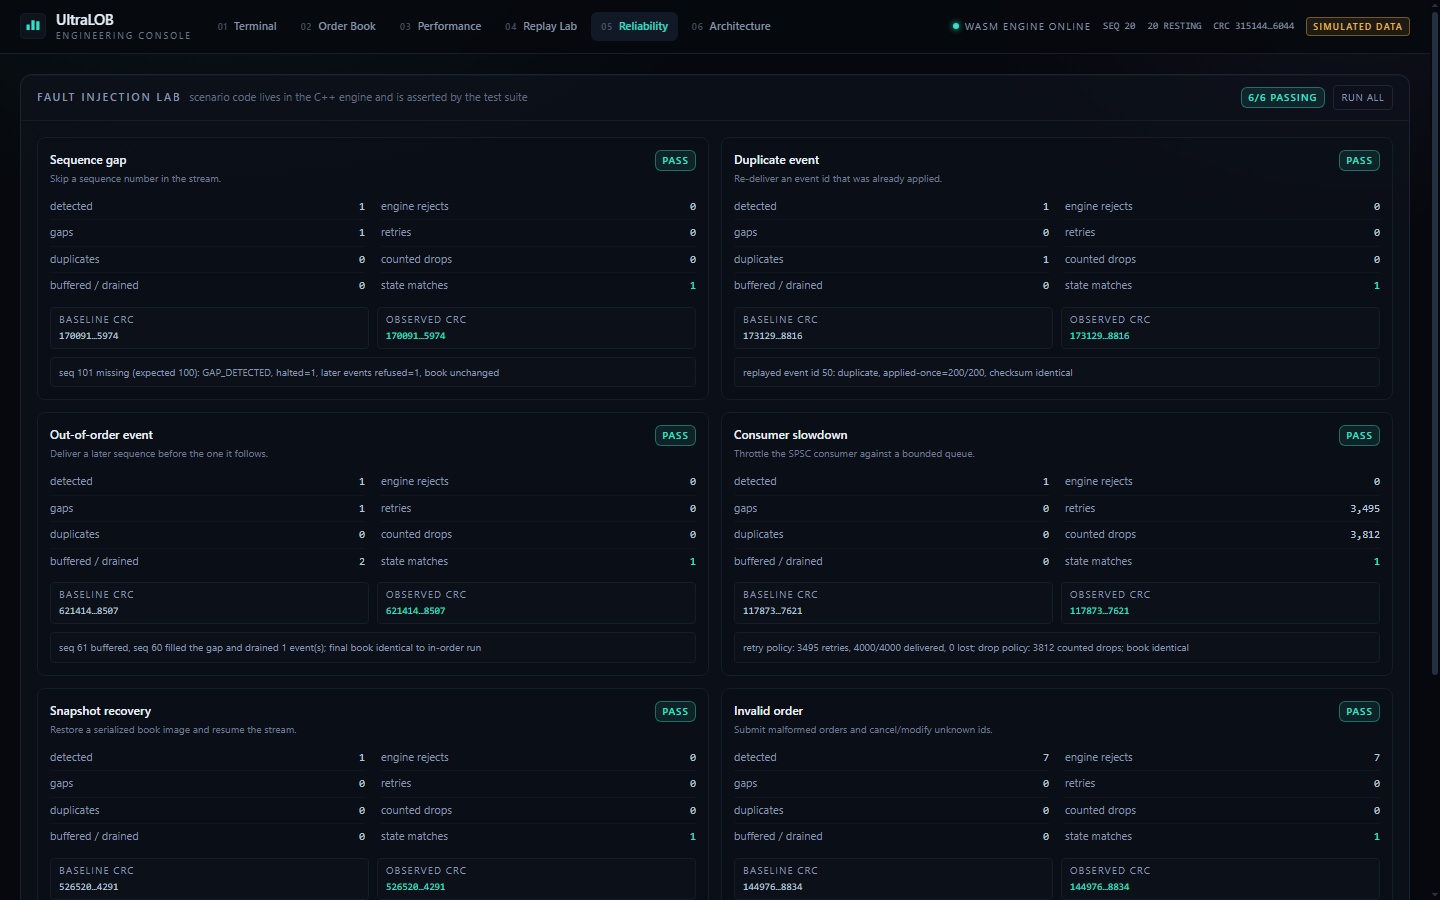 UltraLOB
ENGINEERING CONSOLE
01 Terminal
02 Order Book
03 Performance
04 Replay Lab
05 Reliability
06 Architecture
WASM ENGINE ONLINE
SEQ 20
20 RESTING
CRC 315144…6044
SIMULATED DATA
FAULT INJECTION LAB scenario code lives in the C++ engine and is asserted by the test suite
6/6 PASSING
RUN ALL
Sequence gap
PASS
Skip a sequence number in the stream.
detected 1 engine rejects 0
gaps 1 retries 0
duplicates 0 counted drops 0
buffered / drained 0 state matches 1
BASELINE CRC
170091…5974
OBSERVED CRC
170091…5974
seq 101 missing (expected 100): GAP_DETECTED, halted=1, later events refused=1, book unchanged
Duplicate event
PASS
Re-deliver an event id that was already applied.
detected 1 engine rejects 0
gaps 0 retries 0
duplicates 1 counted drops 0
buffered / drained 0 state matches 1
BASELINE CRC
173129…8816
OBSERVED CRC
173129…8816
replayed event id 50: duplicate, applied-once=200/200, checksum identical
Out-of-order event
PASS
Deliver a later sequence before the one it follows.
detected 1 engine rejects 0
gaps 1 retries 0
duplicates 0 counted drops 0
buffered / drained 2 state matches 1
BASELINE CRC
621414…8507
OBSERVED CRC
621414…8507
seq 61 buffered, seq 60 filled the gap and drained 1 event(s); final book identical to in-order run
Consumer slowdown
PASS
Throttle the SPSC consumer against a bounded queue.
detected 1 engine rejects 0
gaps 0 retries 3,495
duplicates 0 counted drops 3,812
buffered / drained 0 state matches 1
BASELINE CRC
117873…7621
OBSERVED CRC
117873…7621
retry policy: 3495 retries, 4000/4000 delivered, 0 lost; drop policy: 3812 counted drops; book identical
Snapshot recovery
PASS
Restore a serialized book image and resume the stream.
detected 1 engine rejects 0
gaps 0 retries 0
duplicates 0 counted drops 0
buffered / drained 0 state matches 1
BASELINE CRC
526520…4291
OBSERVED CRC
526520…4291
Invalid order
PASS
Submit malformed orders and cancel/modify unknown ids.
detected 7 engine rejects 7
gaps 0 retries 0
duplicates 0 counted drops 0
buffered / drained 0 state matches 1
BASELINE CRC
144976…8834
OBSERVED CRC
144976…8834